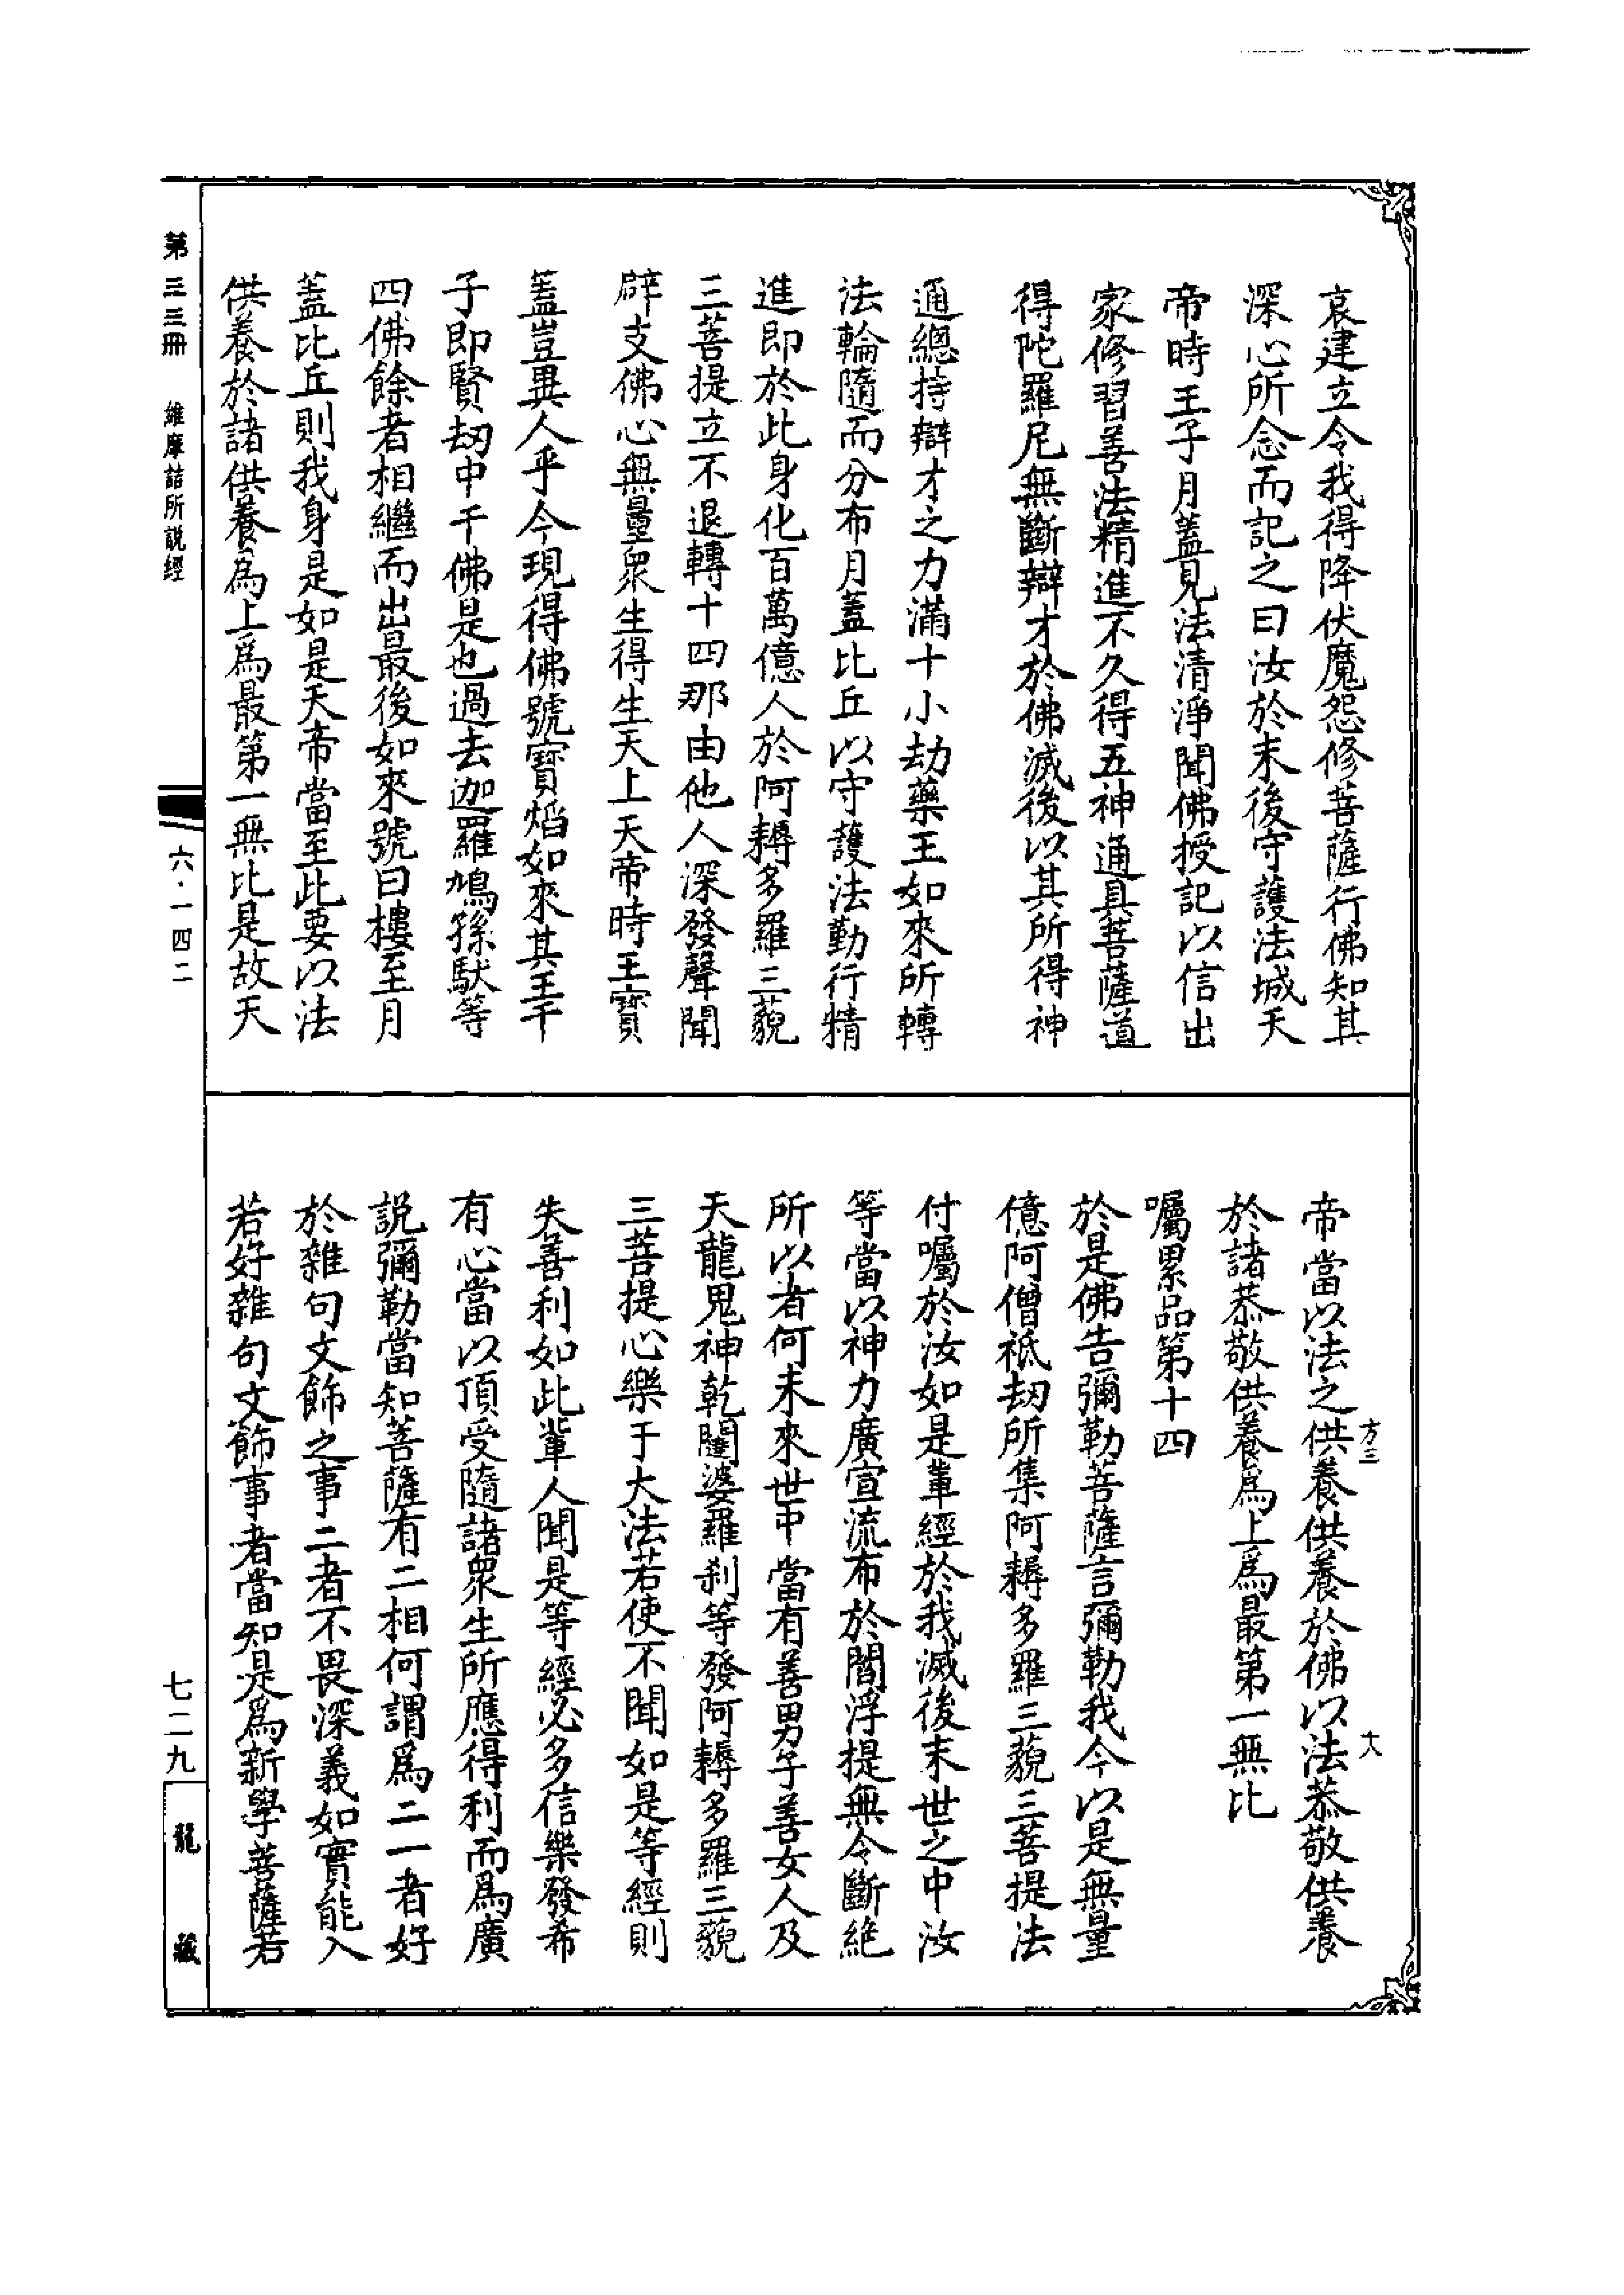 哀建立令我得降伏魔怨修菩薩行佛知其
深心所念而記之曰汝於末後守護法城天
帝時王子月蓋見法清淨聞佛授記以信出
家修習善法精進不久得五神通具菩薩道
得陀羅尼無斷辯才於佛滅後以其所得神
通總持辯才之力滿十小劫藥王如來所轉
法輪隨而分布月蓋比丘以守護法勤行精
進即於此身化百萬億人於阿耨多羅三藐
三菩提立不退轉十四那由他人深發聲聞
辟支佛心無量衆生得生天上天帝時王寶
蓋豈異人乎今現得佛號寶焰如來其王千
子即賢劫中千佛是也過去迦羅鳩孫馱等
四佛餘者相繼而出最後如來號曰樓至月
蓋比丘則我身是如是天帝當至此要以法
供養於諸供養爲上爲最第一無比是故天
帝當以法之供養供養於佛以法恭敬供養
於諸恭敬供養爲上爲最第一無比
囑累品第十四
於是佛告彌勒菩薩言彌勒我今以是無量
億阿僧祇劫所集阿耨多羅三藐三菩提法
付囑於汝如是輩經於我滅後末世之中汝
等當以神力廣宣流布於閻浮提無令斷絶
所以者何未來世中當有善男子善女人及
天龍鬼神乾闥婆羅刹等發阿耨多羅三藐
三菩提心樂于大法若使不聞如是等經則
失善利如此輩人聞是等經必多信樂發希
有心當以頂受隨諸衆生所應得利而爲廣
説彌勒當知菩薩有二相何謂爲二一者好
於雜句文飾之事二者不畏深義如實能入
若好雜句文飾事者當知是爲新學菩薩若
方三
十八
第三三冊 維摩詰所說經
六·一四二
七二九
龍藏